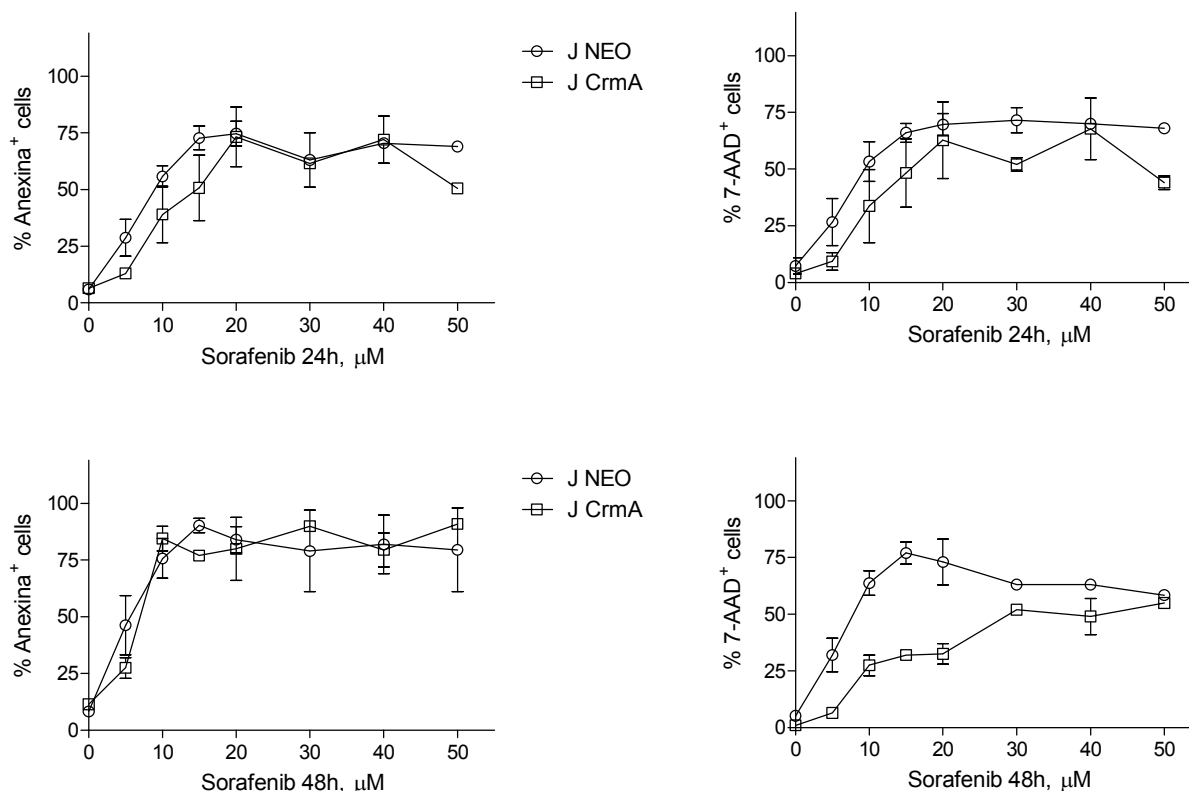 % Anexina⁺ cells
100
75
50
25
0
0 10 20 30 40 50
Sorafenib 24h, μM
J NEO
J CrmA
% 7-AAD⁺ cells
100
75
50
25
0
0 10 20 30 40 50
Sorafenib 24h, μM
% Anexina⁺ cells
100
75
50
25
0
0 10 20 30 40 50
Sorafenib 48h, μM
J NEO
J CrmA
% 7-AAD⁺ cells
100
75
50
25
0
0 10 20 30 40 50
Sorafenib 48h, μM